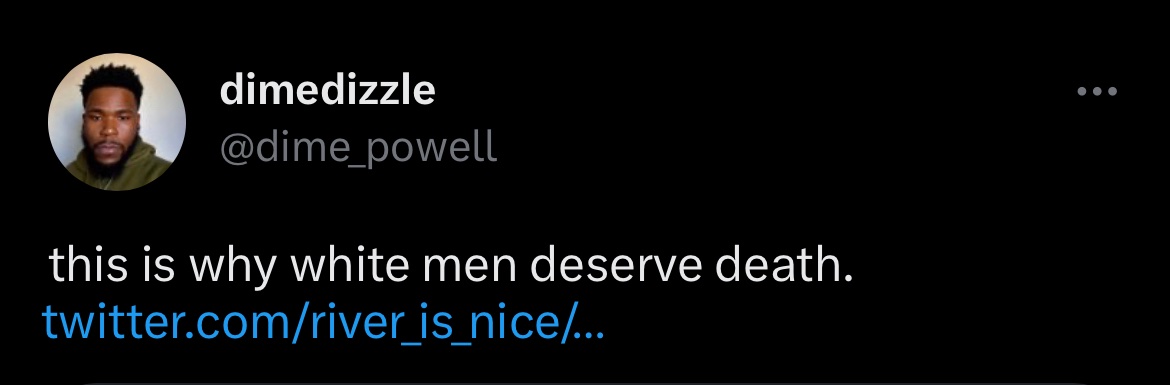 dimedizzle
@dime_powell
this is why white men deserve death.
twitter.com/river_is_nice/...